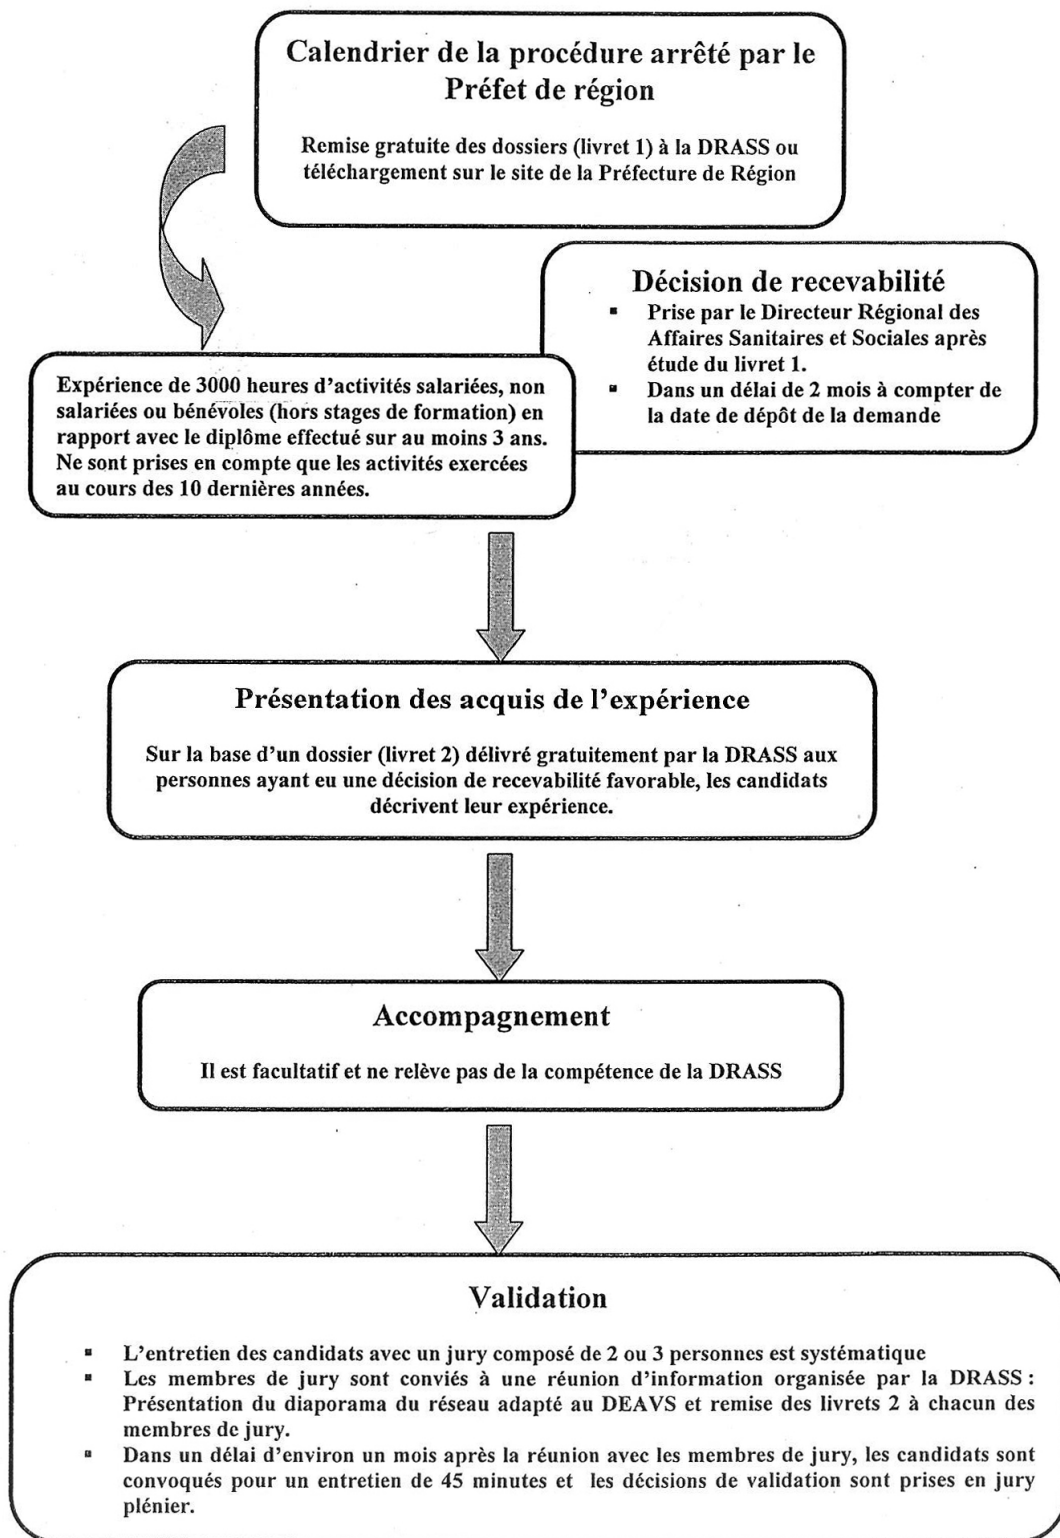 Calendrier de la procédure arrêté par le
Préfet de région
Remise gratuite des dossiers (livret 1) à la DRASS ou
téléchargement sur le site de la Préfecture de Région
Décision de recevabilité
▪ Prise par le Directeur Régional des
Affaires Sanitaires et Sociales après
étude du livret 1.
▪ Dans un délai de 2 mois à compter de
la date de dépôt de la demande
Expérience de 3000 heures d’activités salariées, non
salariées ou bénévoles (hors stages de formation) en
rapport avec le diplôme effectué sur au moins 3 ans.
Ne sont prises en compte que les activités exercées
au cours des 10 dernières années.
Présentation des acquis de l’expérience
Sur la base d’un dossier (livret 2) délivré gratuitement par la DRASS aux
personnes ayant eu une décision de recevabilité favorable, les candidats
décrivent leur expérience.
Accompagnement
Il est facultatif et ne relève pas de la compétence de la DRASS
Validation
▪ L’entretien des candidats avec un jury composé de 2 ou 3 personnes est systématique
▪ Les membres de jury sont conviés à une réunion d’information organisée par la DRASS :
Présentation du diaporama du réseau adapté au DEAVS et remise des livrets 2 à chacun des
membres de jury.
▪ Dans un délai d’environ un mois après la réunion avec les membres de jury, les candidats sont
convoqués pour un entretien de 45 minutes et les décisions de validation sont prises en jury
plénier.